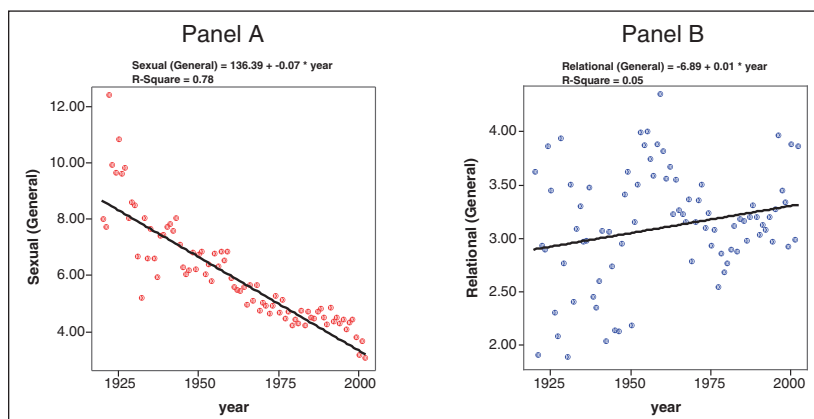 Panel A
Sexual (General) = 136.39 + -0.07 * year
R-Square = 0.78
12.00
10.00
8.00
6.00
4.00
Sexual (General)
1925
1950
1975
2000
year
Panel B
Relational (General) = -6.89 + 0.01 * year
R-Square = 0.05
4.00
3.50
3.00
2.50
2.00
Relational (General)
1925
1950
1975
2000
year